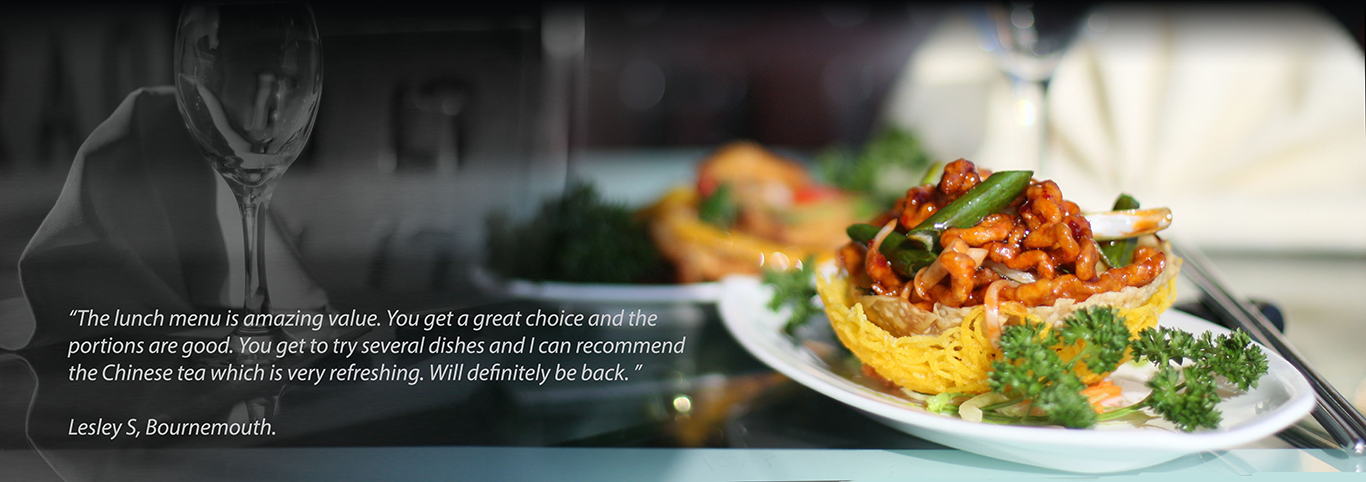 “The lunch menu is amazing value. You get a great choice and the
portions are good. You get to try several dishes and I can recommend
the Chinese tea which is very refreshing. Will definitely be back. ”
Lesley S, Bournemouth.